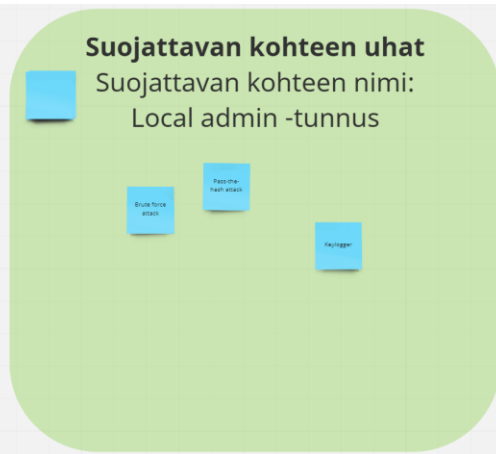 Suojattavan kohteen uhat
Suojattavan kohteen nimi:
Local admin -tunnus
Pass-the-
hash attack
Brute force
attack
Keylogger